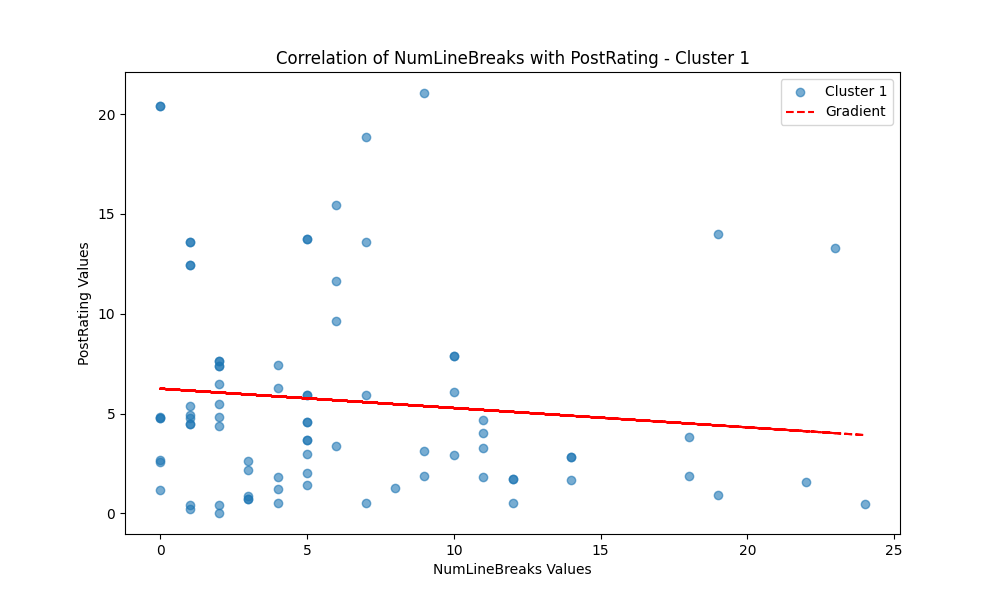 Correlation of NumLineBreaks with PostRating - Cluster 1
Cluster 1
Gradient
PostRating Values
20
15
10
5
0
0 5 10 15 20 25
NumLineBreaks Values